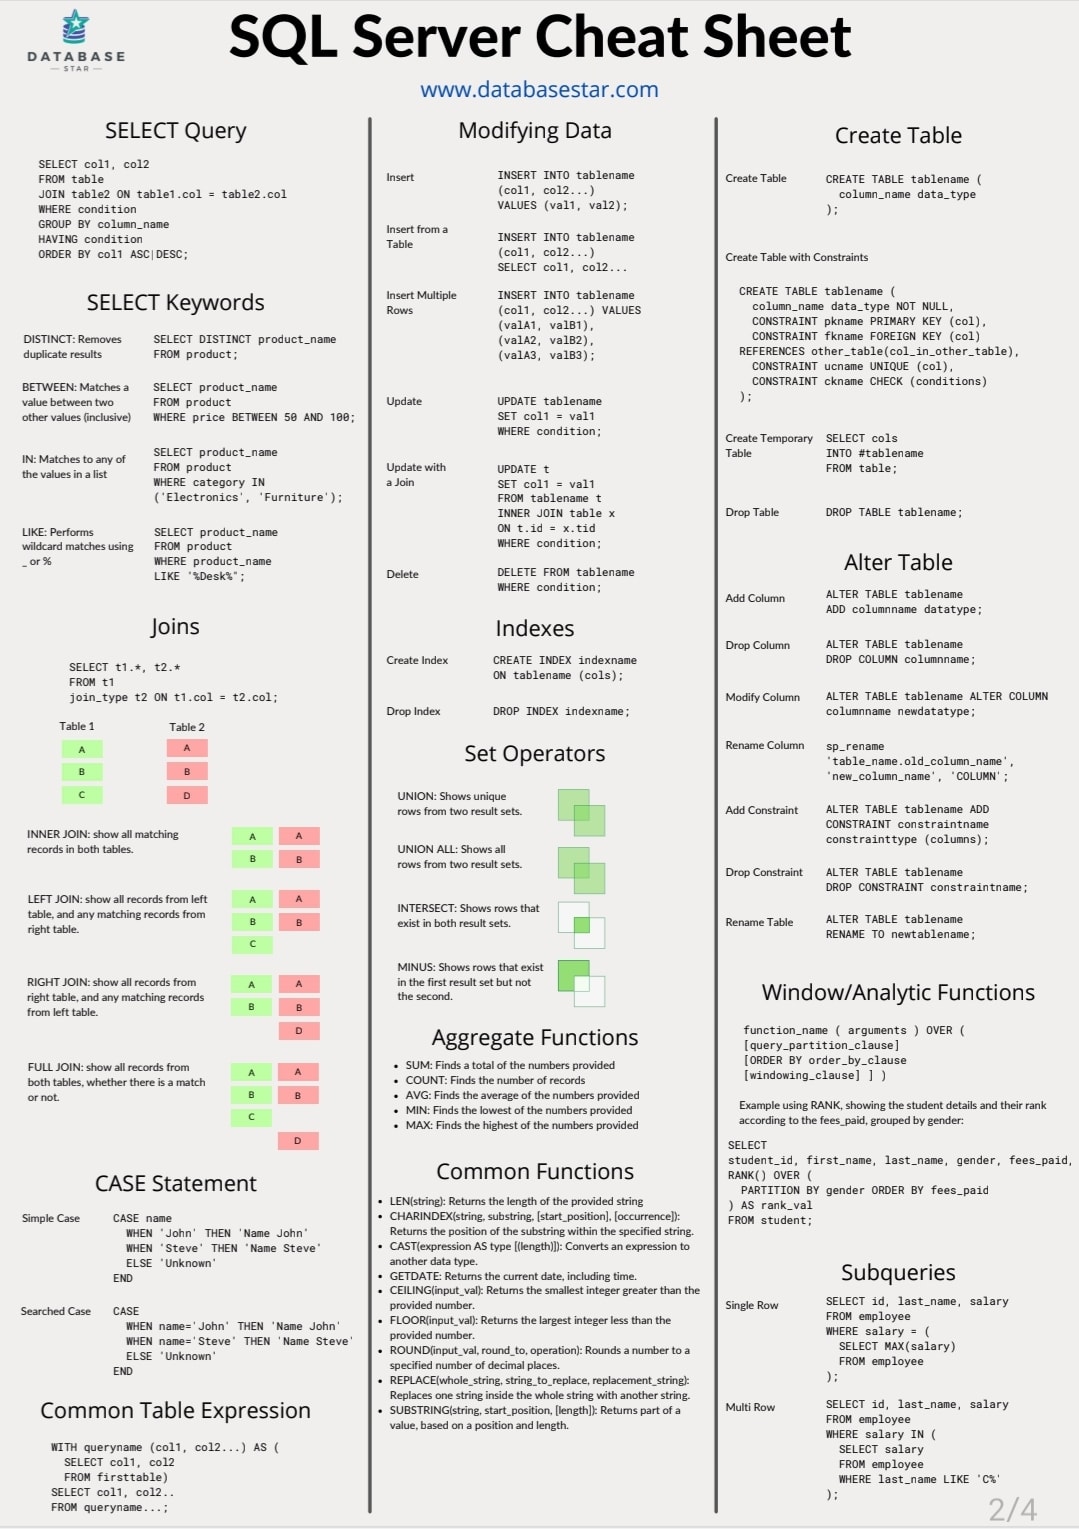 DATABASE
STAR
SQL Server Cheat Sheet
www.databasestar.com
SELECT Query
SELECT col1, col2
FROM table
JOIN table2 ON table1.col = table2.col
WHERE condition
GROUP BY column_name
HAVING condition
ORDER BY col1 ASC|DESC;
SELECT Keywords
DISTINCT: Removes
duplicate results
SELECT DISTINCT product_name
FROM product;
BETWEEN: Matches a
value between two
other values (inclusive)
SELECT product_name
FROM product
WHERE price BETWEEN 50 AND 100;
IN: Matches to any of
the values in a list
SELECT product_name
FROM product
WHERE category IN
('Electronics', 'Furniture');
LIKE: Performs
wildcard matches using
_ or %
SELECT product_name
FROM product
WHERE product_name
LIKE '%Desk%";
Joins
SELECT t1.*, t2.*
FROM t1
join_type t2 ON t1.col = t2.col;
Table 1 Table 2
A A
B B
C D
INNER JOIN: show all matching
records in both tables.
A A
B B
LEFT JOIN: show all records from left
table, and any matching records from
right table.
A A
B B
C
RIGHT JOIN: show all records from
right table, and any matching records
from left table.
A A
B B
D
FULL JOIN: show all records from
both tables, whether there is a match
or not.
A A
B B
C
D
CASE Statement
Simple Case
CASE name
WHEN 'John' THEN 'Name John'
WHEN 'Steve' THEN 'Name Steve'
ELSE 'Unknown'
END
Searched Case
CASE
WHEN name='John' THEN 'Name John'
WHEN name='Steve' THEN 'Name Steve'
ELSE 'Unknown'
END
Common Table Expression
WITH queryname (col1, col2...) AS (
SELECT col1, col2
FROM firsttable)
SELECT col1, col2..
FROM queryname...;
Modifying Data
Insert
INSERT INTO tablename
(col1, col2...)
VALUES (val1, val2);
Insert from a
Table
INSERT INTO tablename
(col1, col2...)
SELECT col1, col2...
Insert Multiple
Rows
INSERT INTO tablename
(col1, col2...) VALUES
(valA1, valB1),
(valA2, valB2),
(valA3, valB3);
Update
UPDATE tablename
SET col1 = val1
WHERE condition;
Update with
a Join
UPDATE t
SET col1 = val1
FROM tablename t
INNER JOIN table x
ON t.id = x.tid
WHERE condition;
Delete
DELETE FROM tablename
WHERE condition;
Indexes
Create Index
CREATE INDEX indexname
ON tablename (cols);
Drop Index
DROP INDEX indexname;
Set Operators
UNION: Shows unique
rows from two result sets.
UNION ALL: Shows all
rows from two result sets.
INTERSECT: Shows rows that
exist in both result sets.
MINUS: Shows rows that exist
in the first result set but not
the second.
Aggregate Functions
• SUM: Finds a total of the numbers provided
• COUNT: Finds the number of records
• AVG: Finds the average of the numbers provided
• MIN: Finds the lowest of the numbers provided
• MAX: Finds the highest of the numbers provided
Common Functions
• LEN(string): Returns the length of the provided string
• CHARINDEX(string, substring, [start_position], [occurrence]):
Returns the position of the substring within the specified string.
• CAST(expression AS type [(length)]): Converts an expression to
another data type.
• GETDATE: Returns the current date, including time.
• CEILING(input_val): Returns the smallest integer greater than the
provided number.
• FLOOR(input_val): Returns the largest integer less than the
provided number.
• ROUND(input_val, round_to, operation): Rounds a number to a
specified number of decimal places.
• REPLACE(whole_string, string_to_replace, replacement_string):
Replaces one string inside the whole string with another string.
• SUBSTRING(string, start_position, [length]): Returns part of a
value, based on a position and length.
Create Table
Create Table
CREATE TABLE tablename (
column_name data_type
);
Create Table with Constraints
CREATE TABLE tablename (
column_name data_type NOT NULL,
CONSTRAINT pkname PRIMARY KEY (col),
CONSTRAINT fkname FOREIGN KEY (col)
REFERENCES other_table(col_in_other_table),
CONSTRAINT ucname UNIQUE (col),
CONSTRAINT ckname CHECK (conditions)
);
Create Temporary
Table
SELECT cols
INTO #tablename
FROM table;
Drop Table
DROP TABLE tablename;
Alter Table
Add Column
ALTER TABLE tablename
ADD columnname datatype;
Drop Column
ALTER TABLE tablename
DROP COLUMN columnname;
Modify Column
ALTER TABLE tablename ALTER COLUMN
columnname newdatatype;
Rename Column
sp_rename
'table_name.old_column_name',
'new_column_name', 'COLUMN';
Add Constraint
ALTER TABLE tablename ADD
CONSTRAINT constraintname
constrainttype (columns);
Drop Constraint
ALTER TABLE tablename
DROP CONSTRAINT constraintname;
Rename Table
ALTER TABLE tablename
RENAME TO newtablename;
Window/Analytic Functions
function_name ( arguments ) OVER (
[query_partition_clause]
[ORDER BY order_by_clause
[windowing_clause] ] )
Example using RANK, showing the student details and their rank
according to the fees_paid, grouped by gender:
SELECT
student_id, first_name, last_name, gender, fees_paid,
RANK() OVER (
PARTITION BY gender ORDER BY fees_paid
) AS rank_val
FROM student;
Subqueries
Single Row
SELECT id, last_name, salary
FROM employee
WHERE salary = (
SELECT MAX(salary)
FROM employee
);
Multi Row
SELECT id, last_name, salary
FROM employee
WHERE salary IN (
SELECT salary
FROM employee
WHERE last_name LIKE 'C%'
);
2/4